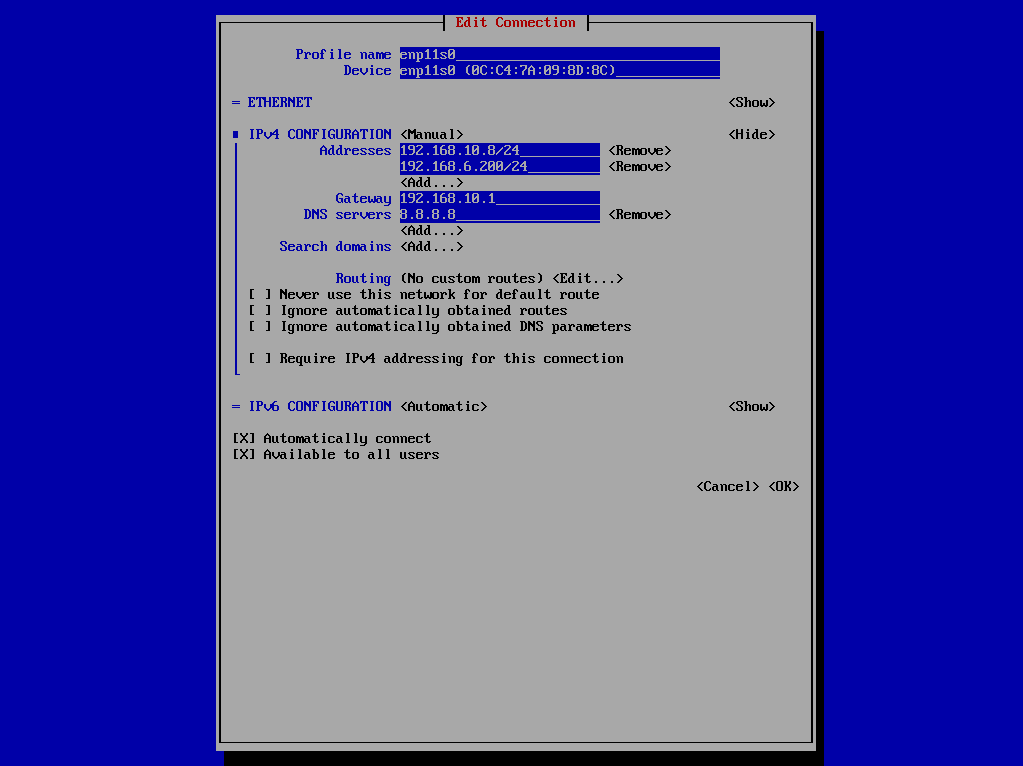 Edit Connection
Profile name enp11s0
Device enp11s0 (0C:C4:7A:09:8D:8C)
= ETHERNET <Show>
IPv4 CONFIGURATION <Manual> <Hide>
Addresses 192.168.10.8/24 <Remove>
192.168.6.200/24 <Remove>
<Add...>
Gateway 192.168.10.1
DNS servers 8.8.8.8 <Remove>
<Add...>
Search domains <Add...>
Routing (No custom routes) <Edit...>
[ ] Never use this network for default route
[ ] Ignore automatically obtained routes
[ ] Ignore automatically obtained DNS parameters
[ ] Require IPv4 addressing for this connection
= IPv6 CONFIGURATION <Automatic> <Show>
[X] Automatically connect
[X] Available to all users
<Cancel> <OK>